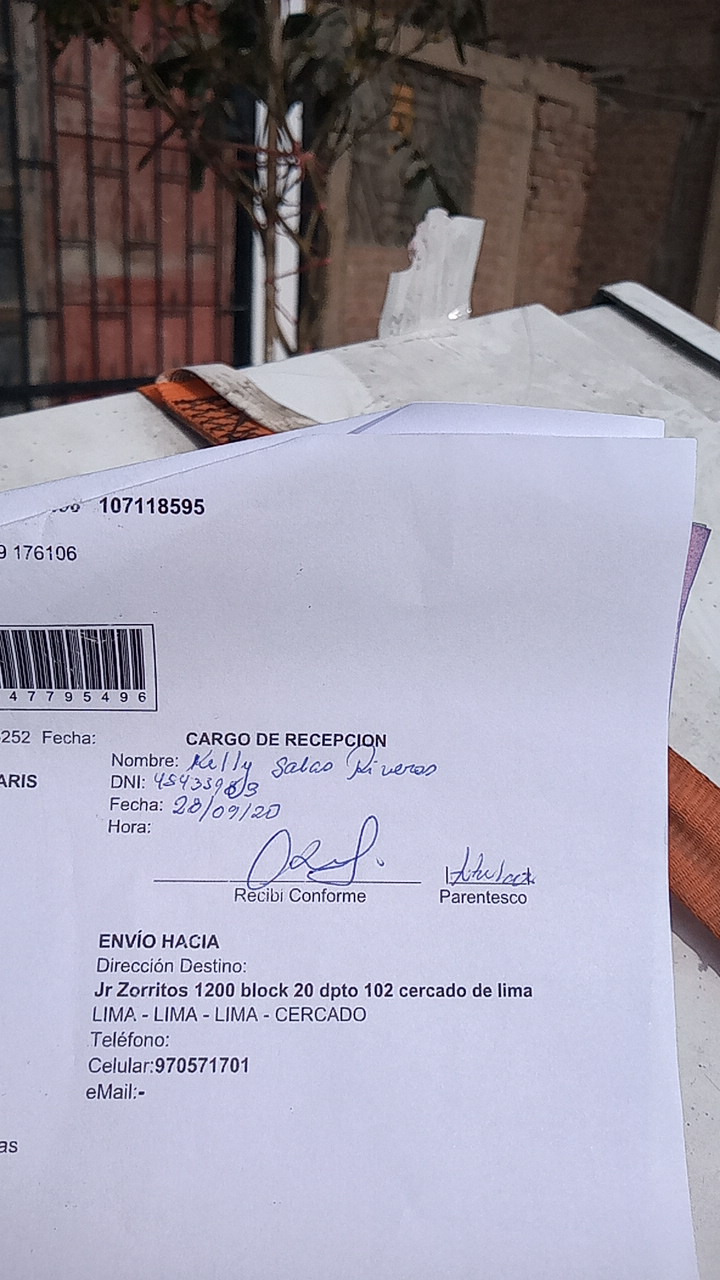 107118595
9 176106
47795496
252 Fecha:
CARGO DE RECEPCION
ARIS
Nombre: Kelly Salas Riveros
DNI:
Fecha: 28/09/20
Hora:
Recibi Conforme
Parentesco
ENVÍO HACIA
Dirección Destino:
Jr Zorritos 1200 block 20 dpto 102 cercado de lima
LIMA - LIMA - LIMA - CERCADO
Teléfono:
Celular:970571701
eMail:-
as